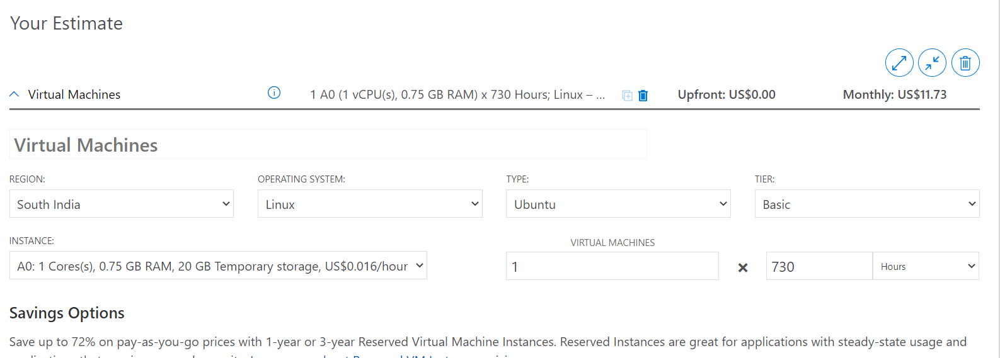 Your Estimate
Virtual Machines 1 A0 (1 vCPU(s), 0.75 GB RAM) x 730 Hours; Linux – ... Upfront: US$0.00 Monthly: US$11.73
Virtual Machines
REGION: OPERATING SYSTEM: TYPE: TIER:
South India Linux Ubuntu Basic
INSTANCE: VIRTUAL MACHINES
A0: 1 Cores(s), 0.75 GB RAM, 20 GB Temporary storage, US$0.016/hour 1 × 730 Hours
Savings Options
Save up to 72% on pay-as-you-go prices with 1-year or 3-year Reserved Virtual Machine Instances. Reserved Instances are great for applications with steady-state usage and